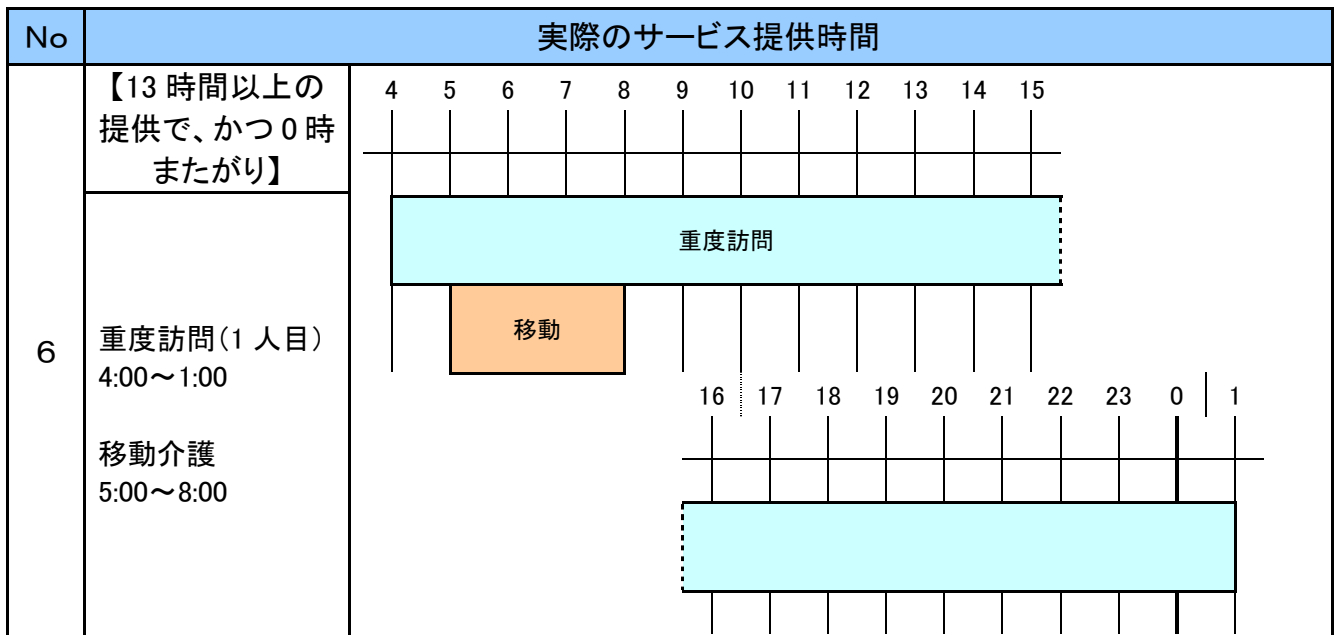 No 実際のサービス提供時間
【13 時間以上の
提供で、かつ 0 時
またがり】
4 5 6 7 8 9 10 11 12 13 14 15
重度訪問
移動
6
重度訪問(1 人目)
4:00～1:00
移動介護
5:00～8:00
16 17 18 19 20 21 22 23 0 1